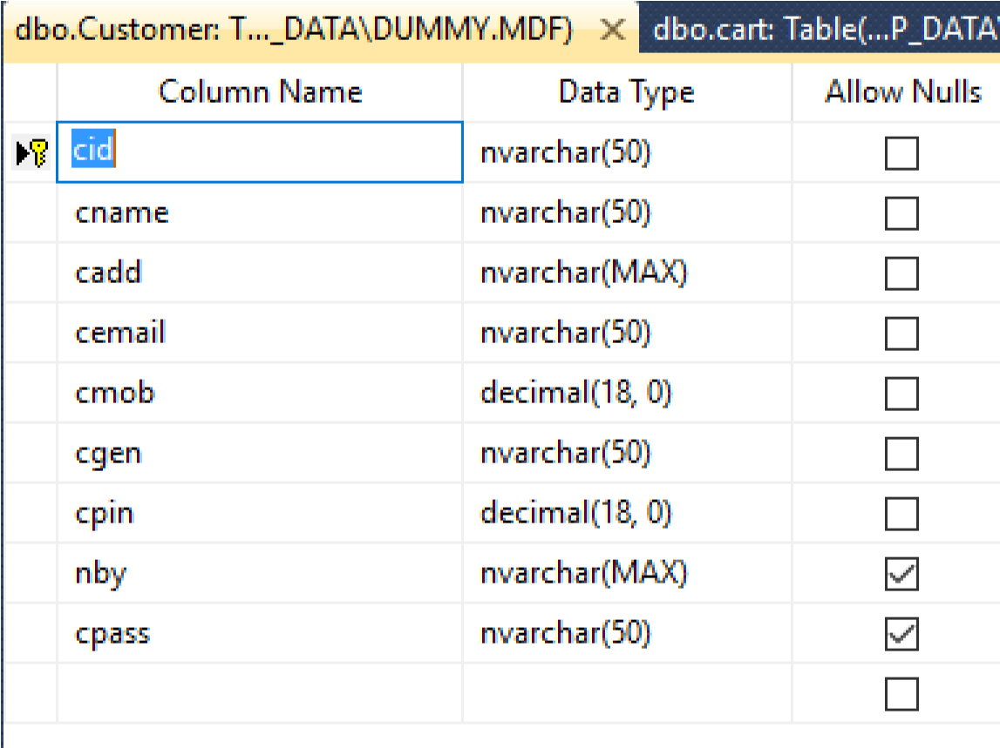 dbo.Customer: T..._DATA\DUMMY.MDF) dbo.cart: Table(...P_DATA\
Column Name Data Type Allow Nulls
cid nvarchar(50)
cname nvarchar(50)
cadd nvarchar(MAX)
cemail nvarchar(50)
cmob decimal(18, 0)
cgen nvarchar(50)
cpin decimal(18, 0)
nby nvarchar(MAX)
cpass nvarchar(50)